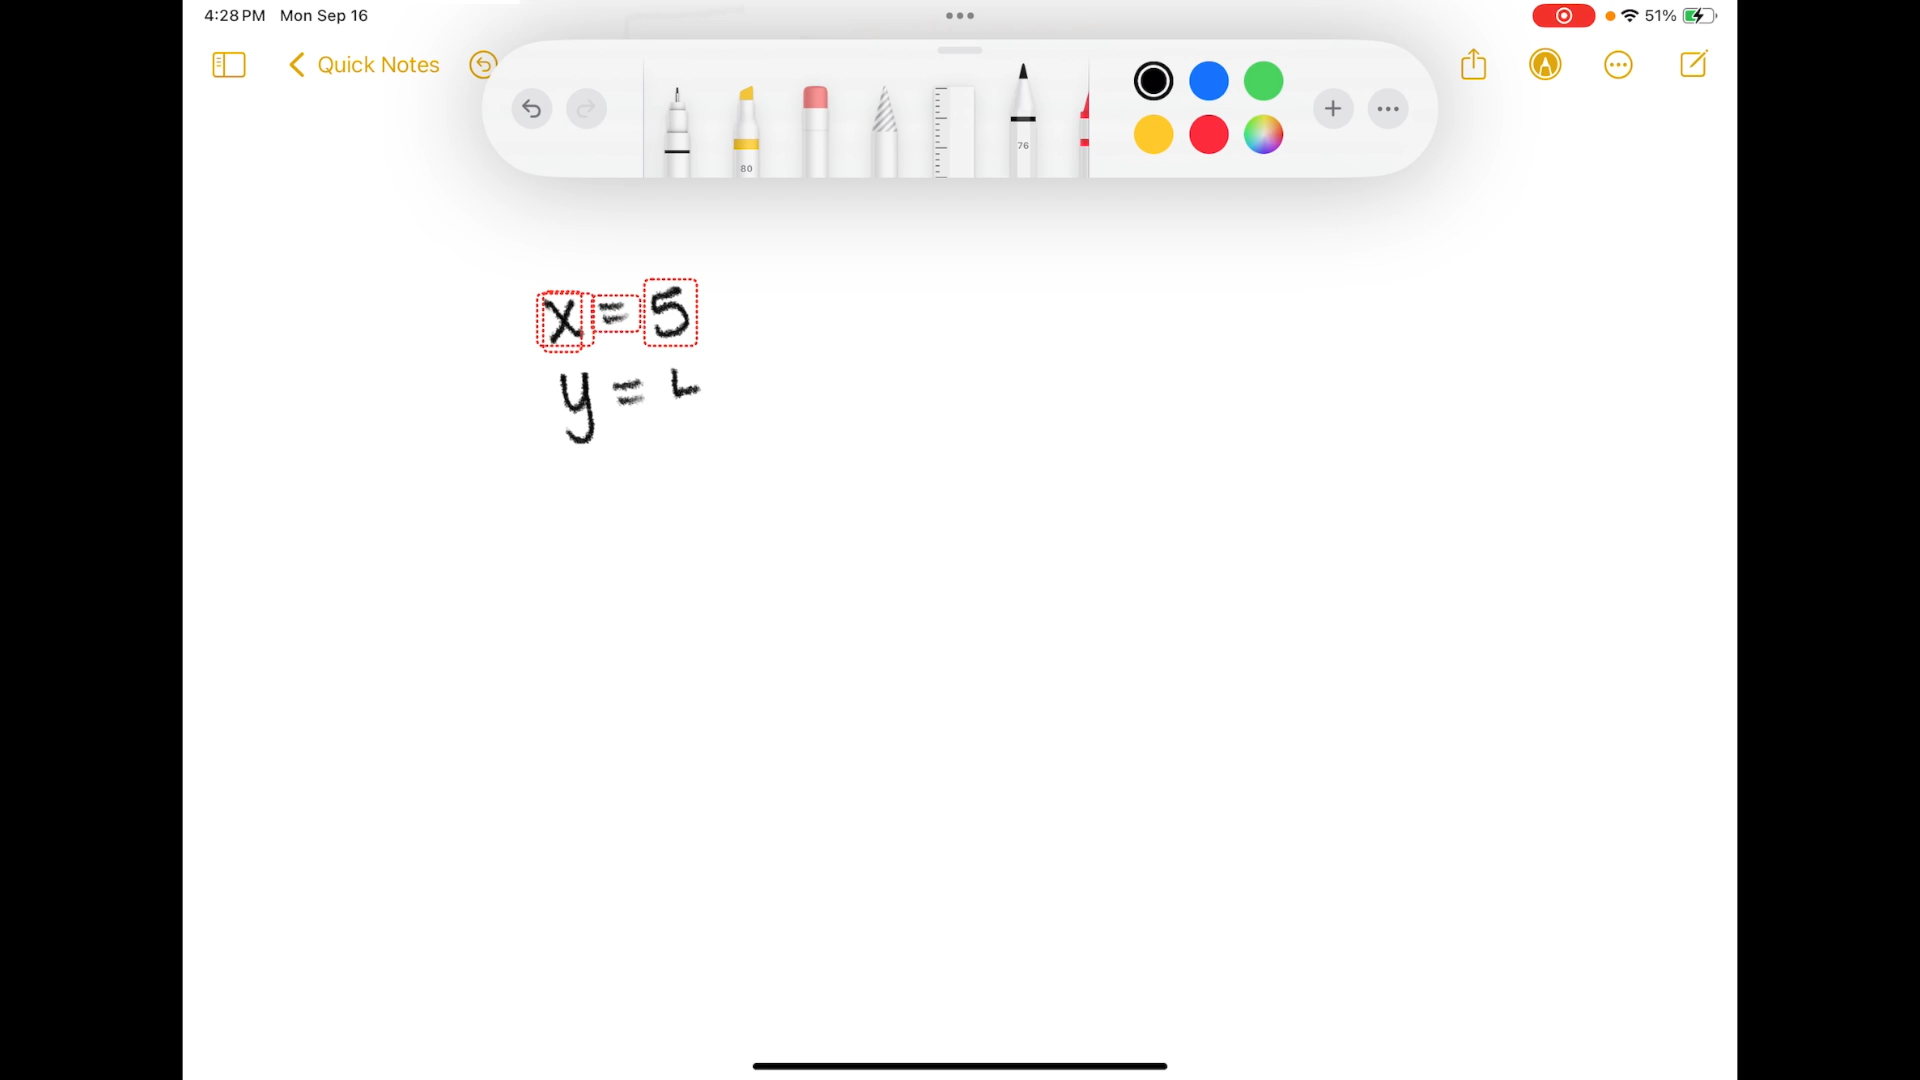 4:28 PM Mon Sep 16
51%
Quick Notes
80
76
x = 5
y =